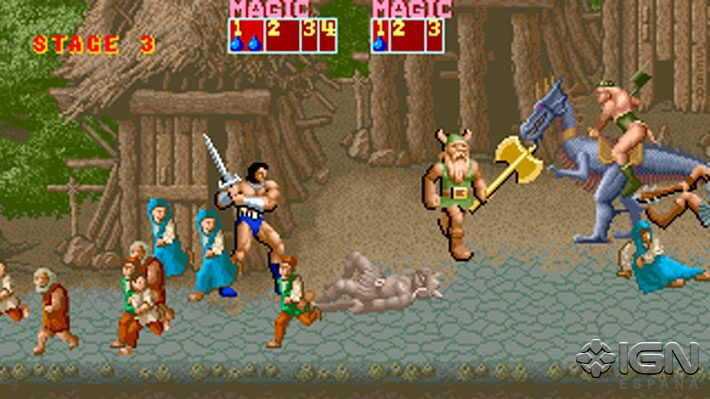 MAGIC MAGIC
1 2 3 4 1 2 3
STAGE 3
IGN
ESPAÑA